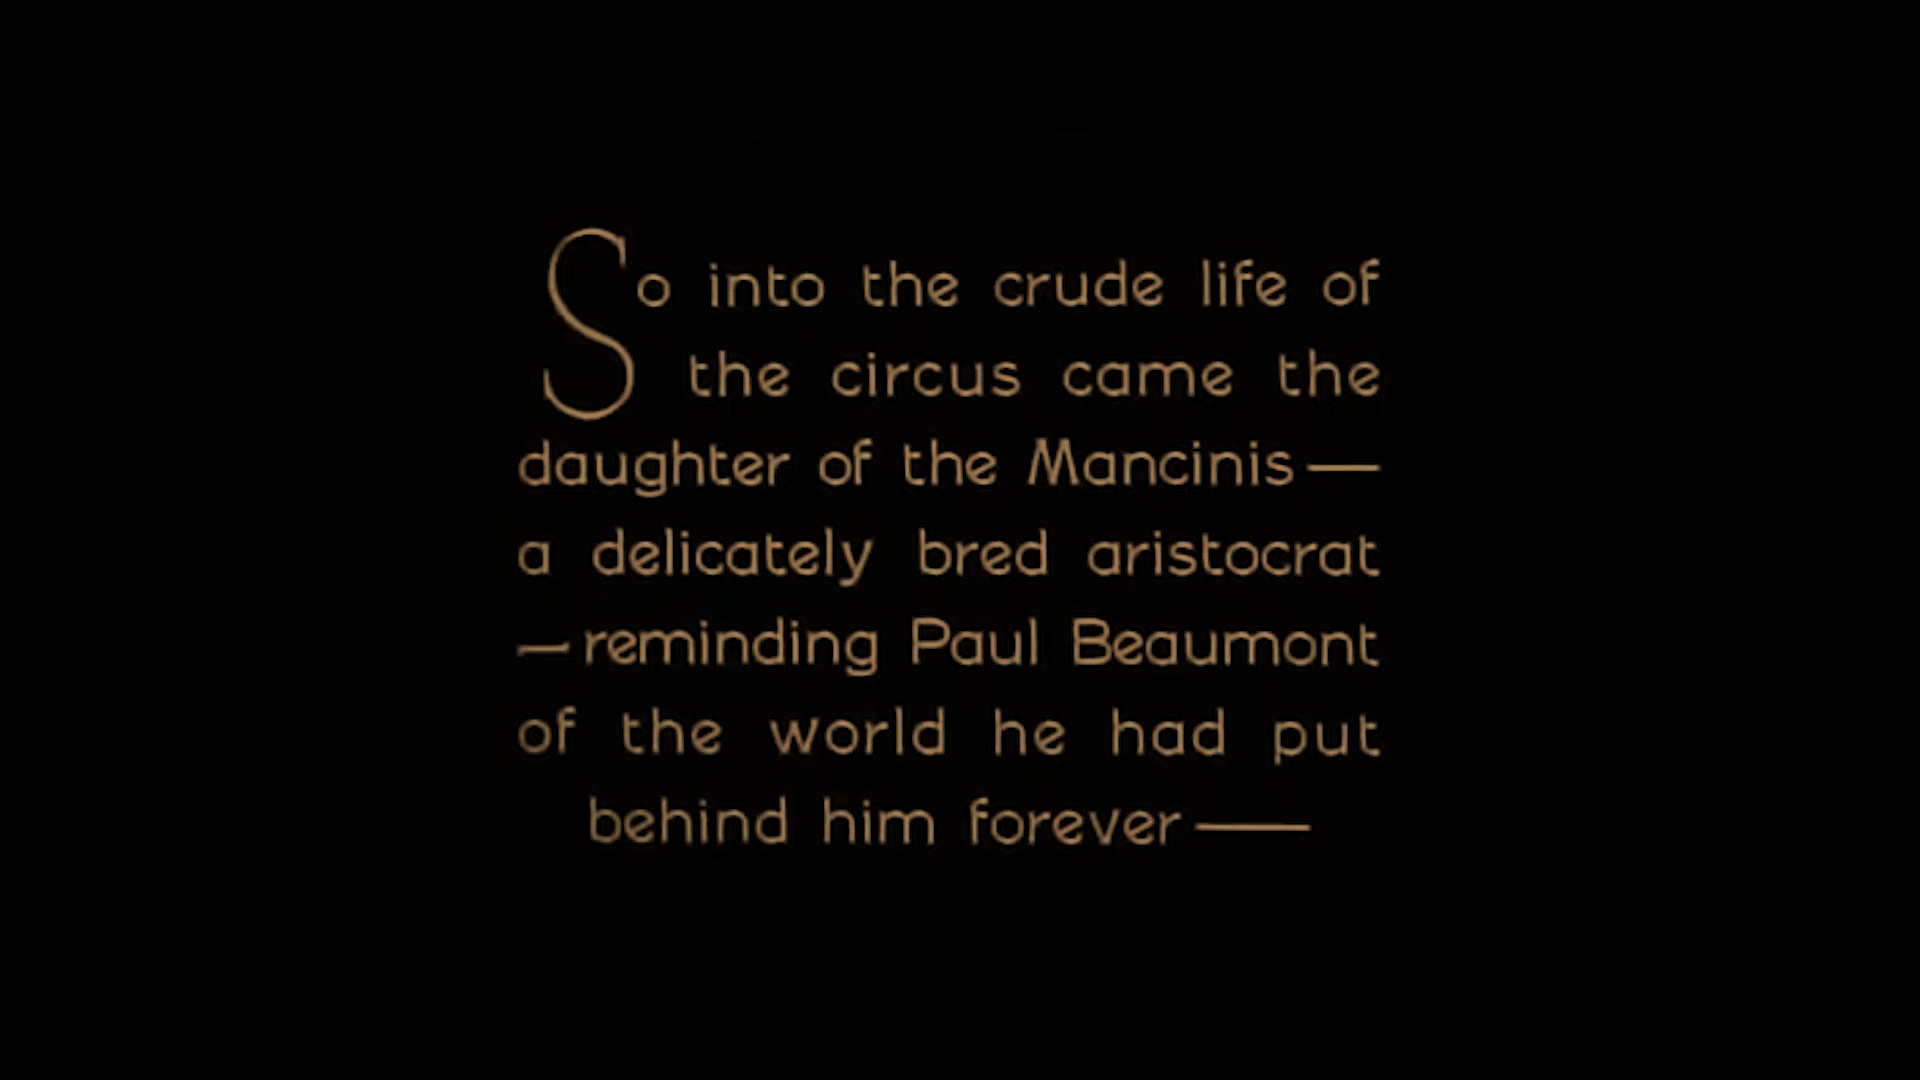 So into the crude life of
the circus came the
daughter of the Mancinis—
a delicately bred aristocrat
—reminding Paul Beaumont
of the world he had put
behind him forever—